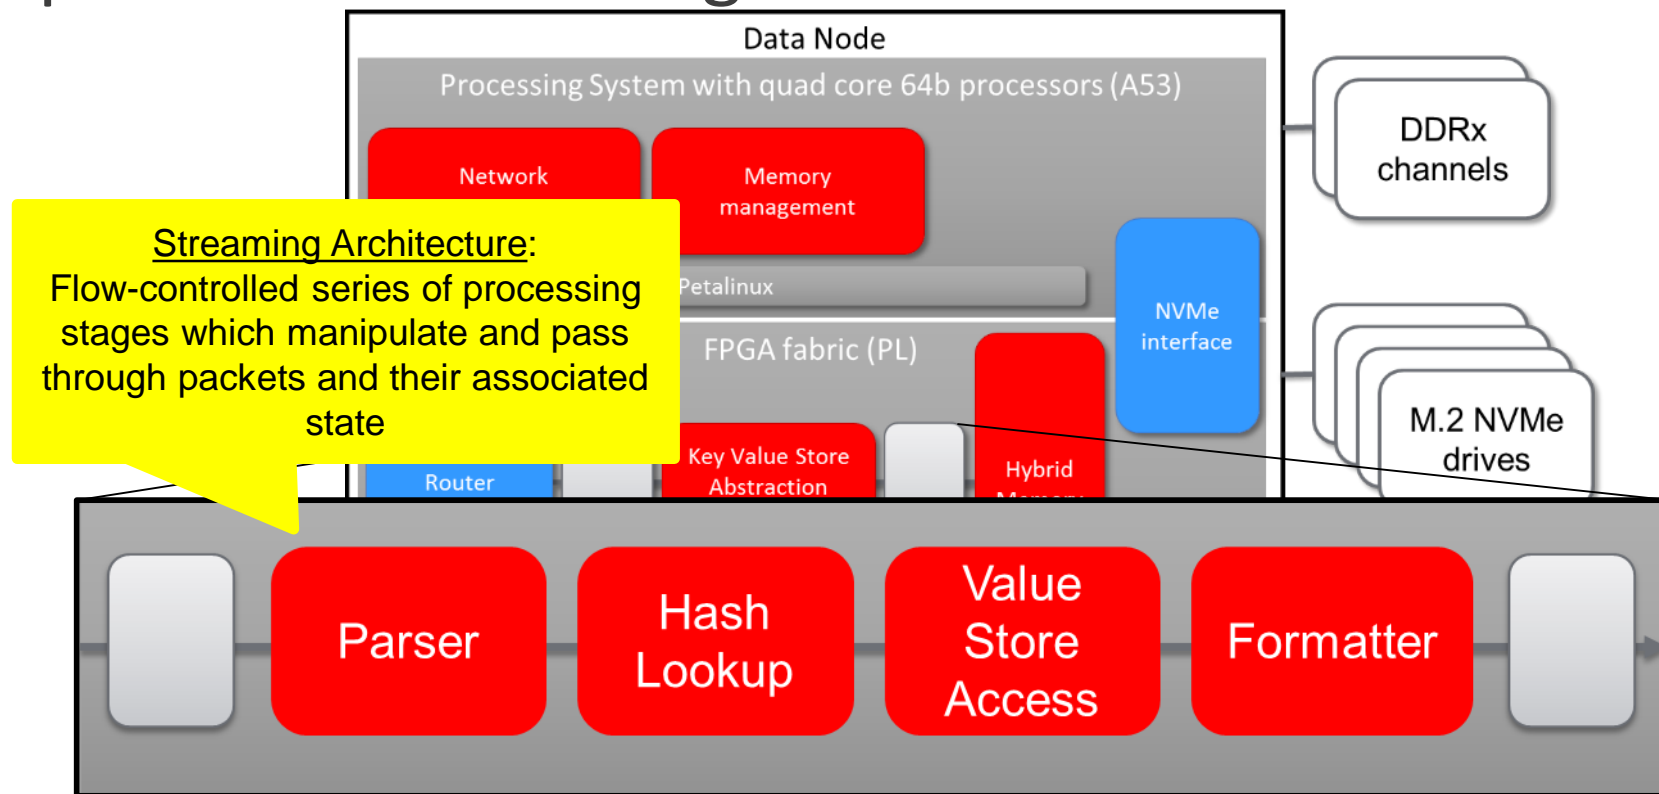 Data Node
Processing System with quad core 64b processors (A53)
DDRx
channels
Network
Memory
management
Streaming Architecture:
Flow-controlled series of processing
stages which manipulate and pass
through packets and their associated
state
Petalinux
NVMe
interface
FPGA fabric (PL)
M.2 NVMe
drives
Key Value Store
Abstraction
Router
Hybrid
Memory
Parser
Hash
Lookup
Value
Store
Access
Formatter